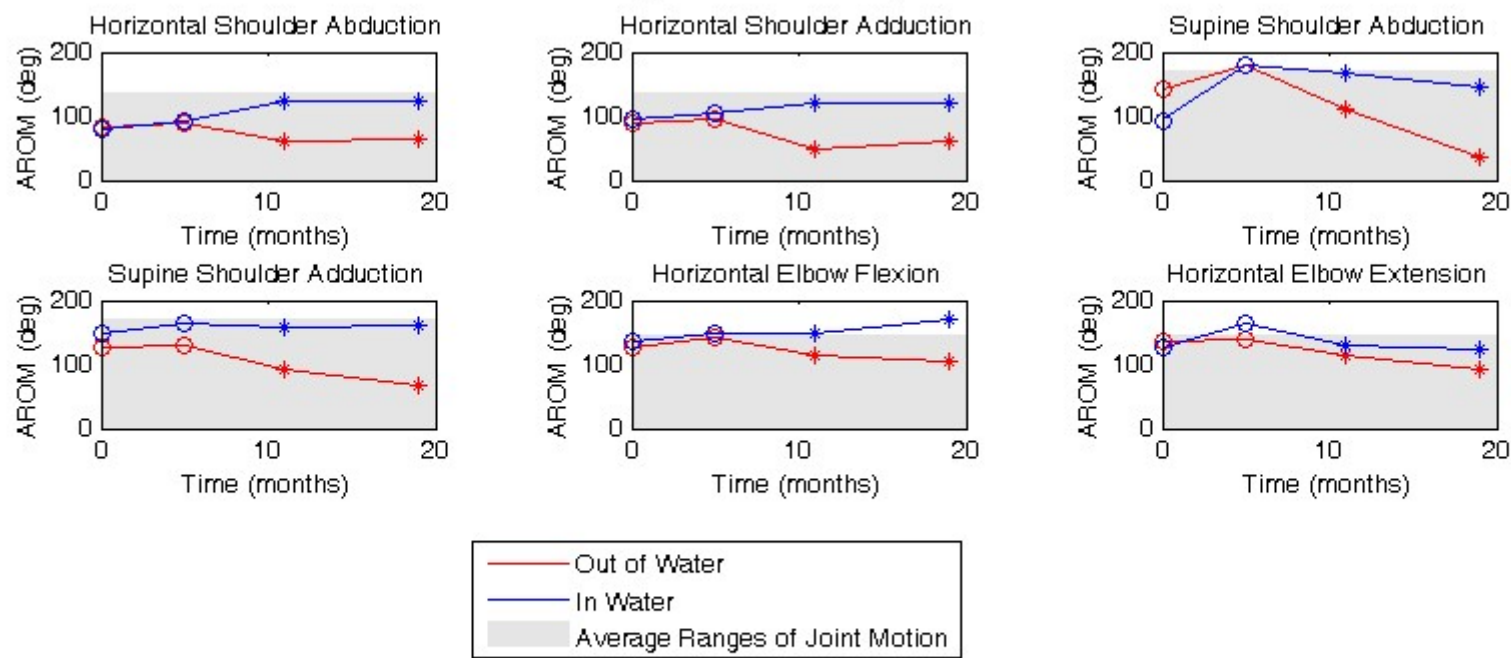 Horizontal Shoulder Abduction
200
100
0
AROM (deg)
0 10 20
Time (months)
Horizontal Shoulder Adduction
200
100
0
AROM (deg)
0 10 20
Time (months)
Supine Shoulder Abduction
200
100
0
AROM (deg)
0 10 20
Time (months)
Supine Shoulder Adduction
200
100
0
AROM (deg)
0 10 20
Time (months)
Horizontal Elbow Flexion
200
100
0
AROM (deg)
0 10 20
Time (months)
Horizontal Elbow Extension
200
100
0
AROM (deg)
0 10 20
Time (months)
Out of Water
In Water
Average Ranges of Joint Motion